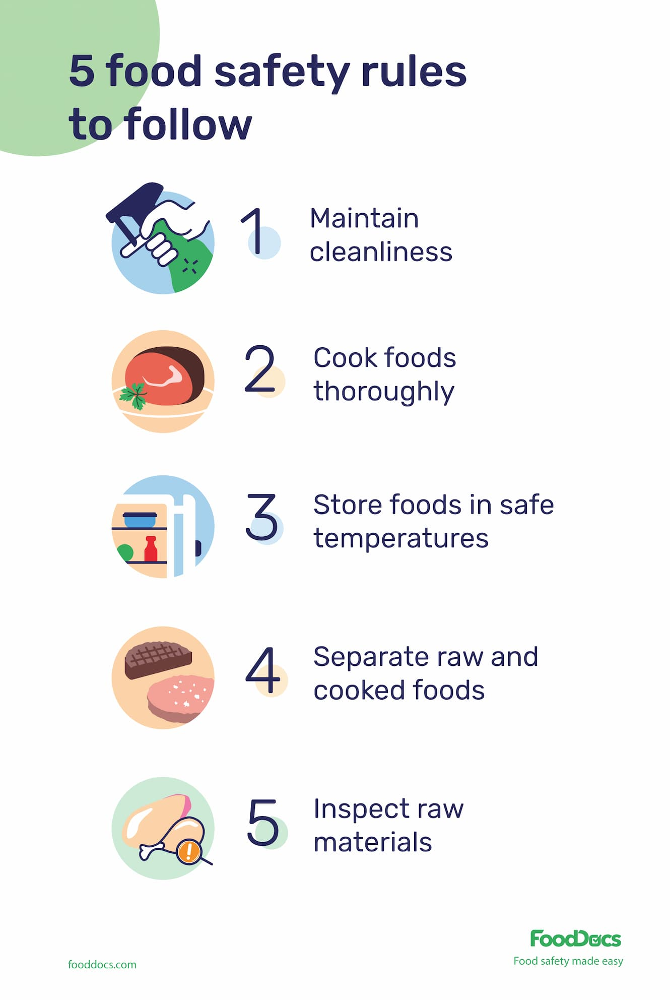 5 food safety rules
to follow
1
Maintain
cleanliness
2
Cook foods
thoroughly
3
Store foods in safe
temperatures
4
Separate raw and
cooked foods
5
Inspect raw
materials
FoodDocs
Food safety made easy
fooddocs.com